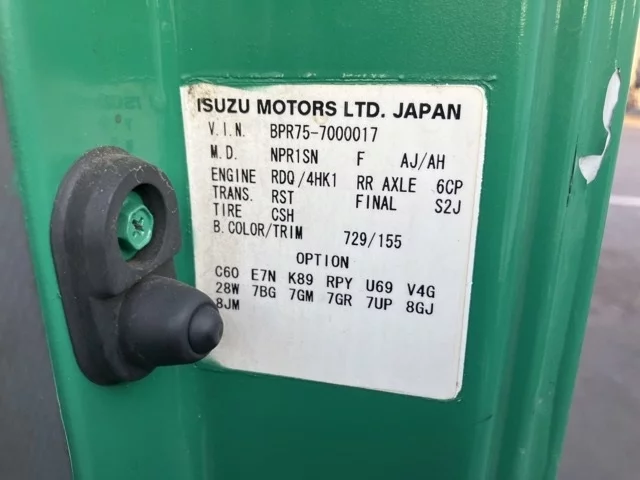 ISUZU MOTORS LTD. JAPAN
V.I.N. BPR75-7000017
M.D. NPR1SN F AJ/AH
ENGINE RDQ/4HK1 RR AXLE 6CP
TRANS. RST FINAL S2J
TIRE CSH
B.COLOR/TRIM 729/155
OPTION
C60 E7N K89 RPY U69 V4G
28W 7BG 7GM 7GR 7UP 8GJ
8JM